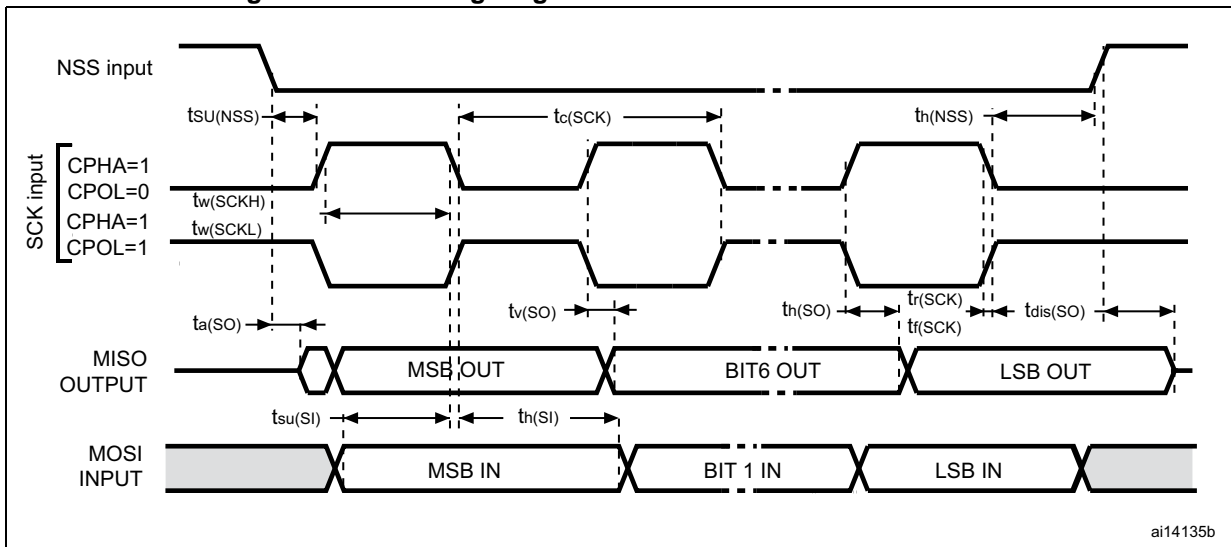 NSS input
tSU(NSS)
tc(SCK)
th(NSS)
SCK input
CPHA=1
CPOL=0
tw(SCKH)
CPHA=1
tw(SCKL)
CPOL=1
ta(SO)
tv(SO)
th(SO)
tr(SCK)
tf(SCK)
tdis(SO)
MISO
OUTPUT
MSB OUT
BIT6 OUT
LSB OUT
tsu(SI)
th(SI)
MOSI
INPUT
MSB IN
BIT 1 IN
LSB IN
ai14135b